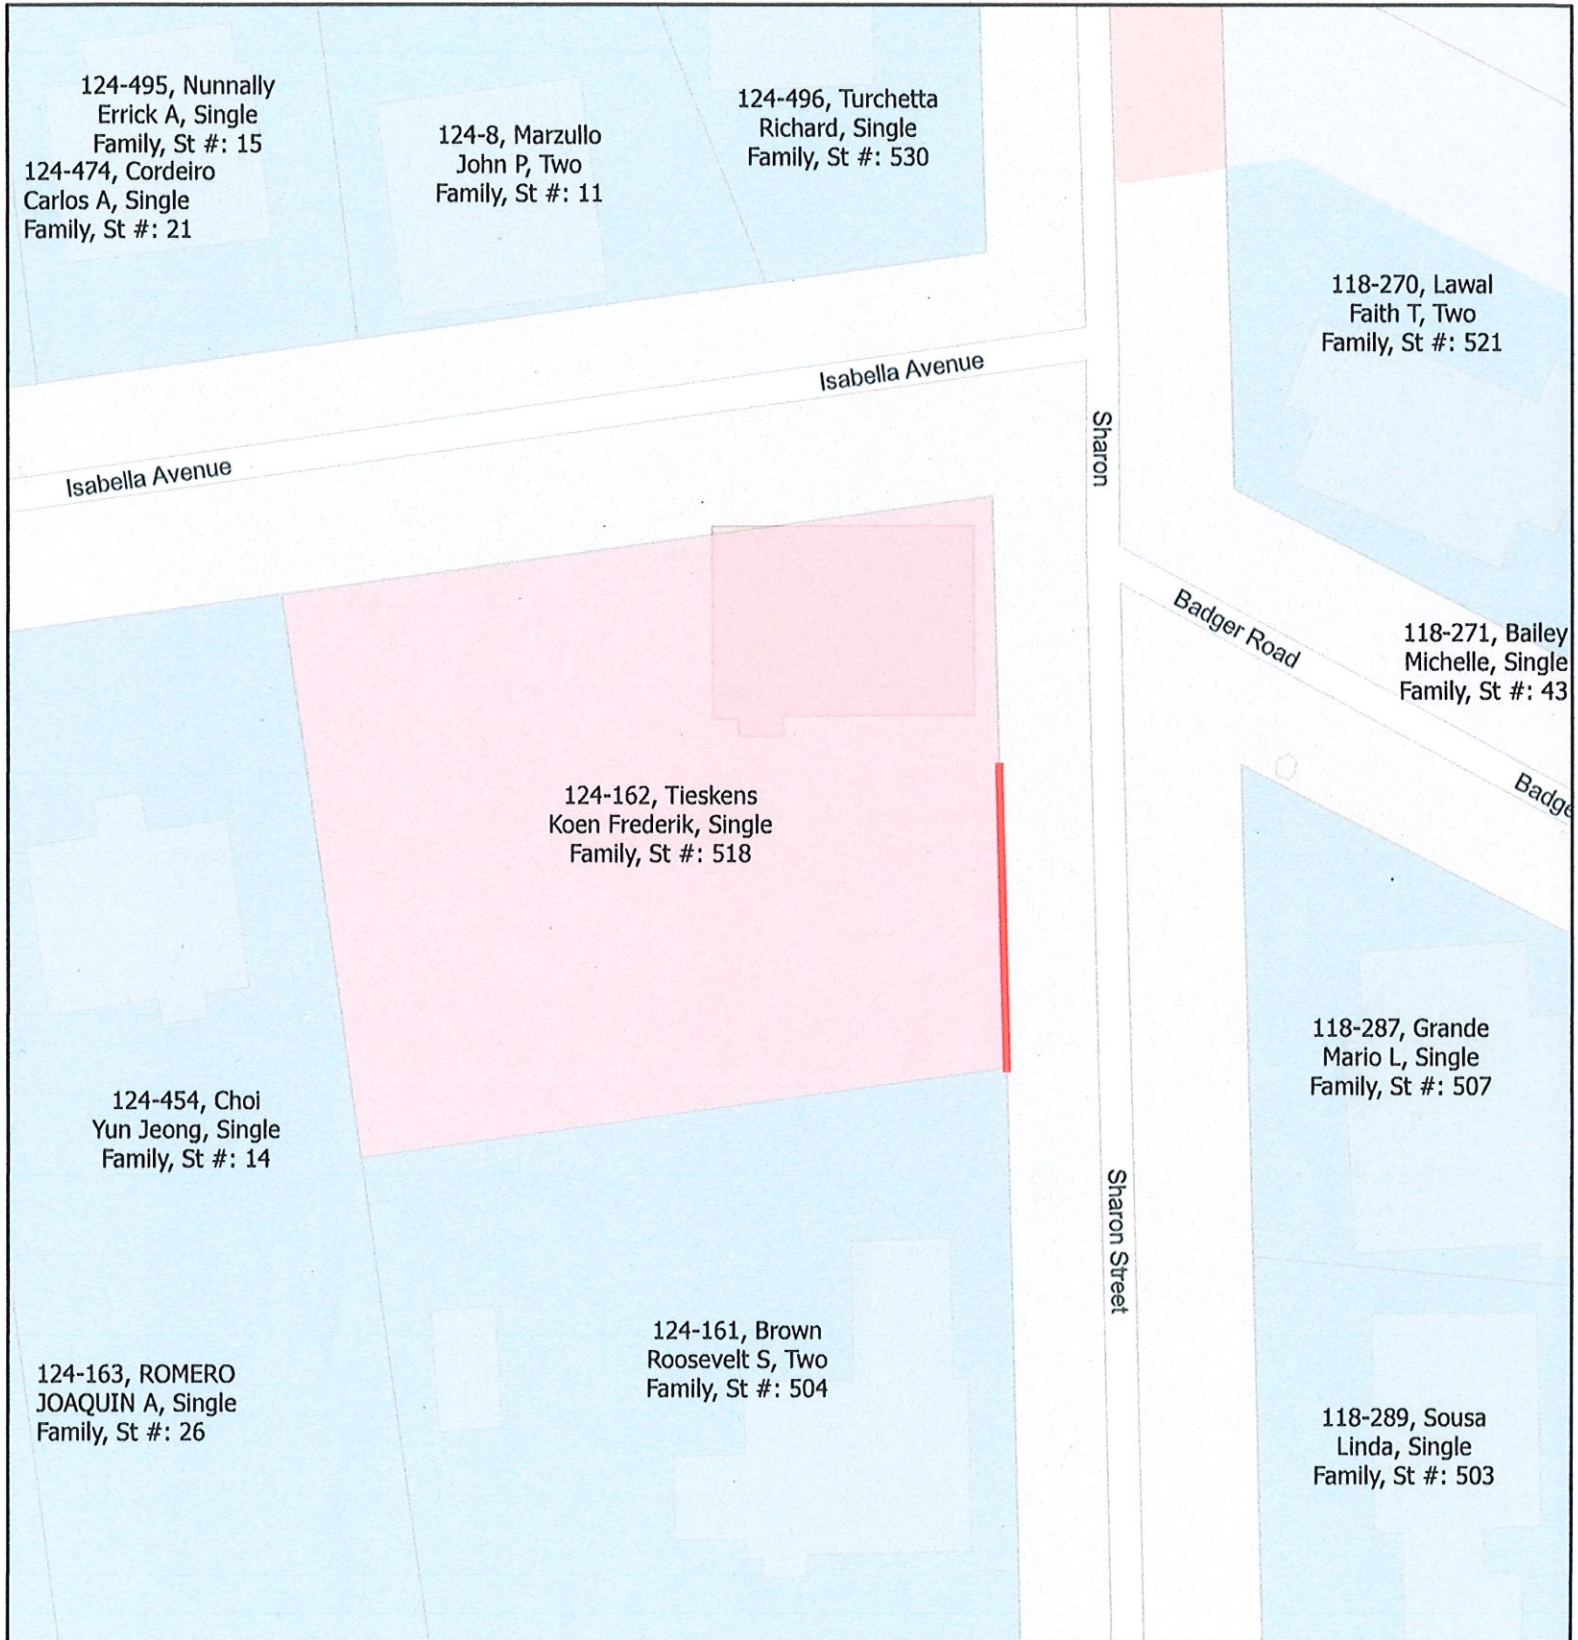 124-495, Nunnally
Errick A, Single
Family, St #: 15
124-474, Cordeiro
Carlos A, Single
Family, St #: 21
124-8, Marzullo
John P, Two
Family, St #: 11
124-496, Turchetta
Richard, Single
Family, St #: 530
118-270, Lawal
Faith T, Two
Family, St #: 521
Isabella Avenue
Isabella Avenue
Sharon
Badger Road
118-271, Bailey
Michelle, Single
Family, St #: 43
Badge
124-162, Tieskens
Koen Frederik, Single
Family, St #: 518
118-287, Grande
Mario L, Single
Family, St #: 507
124-454, Choi
Yun Jeong, Single
Family, St #: 14
Sharon Street
124-161, Brown
Roosevelt S, Two
Family, St #: 504
124-163, ROMERO
JOAQUIN A, Single
Family, St #: 26
118-289, Sousa
Linda, Single
Family, St #: 503